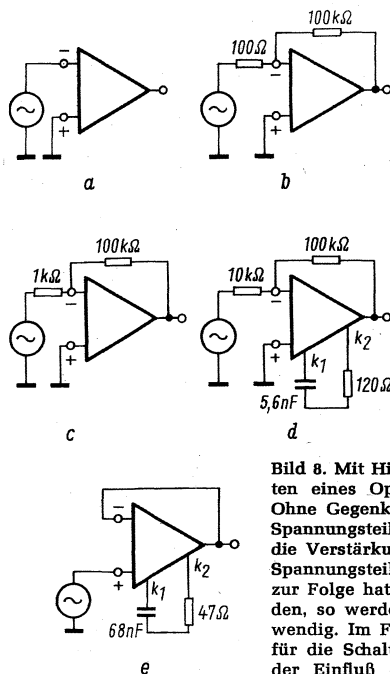 −
+
a
100Ω
100kΩ
−
+
b
1kΩ
100kΩ
−
+
c
10kΩ
100kΩ
−
+
k1
k2
5,6nF
120Ω
d
−
+
k1
k2
68nF
47Ω
e
Bild 8. Mit Hi
ten eines Op
Ohne Gegenk
Spannungsteil
die Verstärku
Spannungsteil
zur Folge hat
den, so werde
wendig. Im F
für die Schalt
der Einfluß